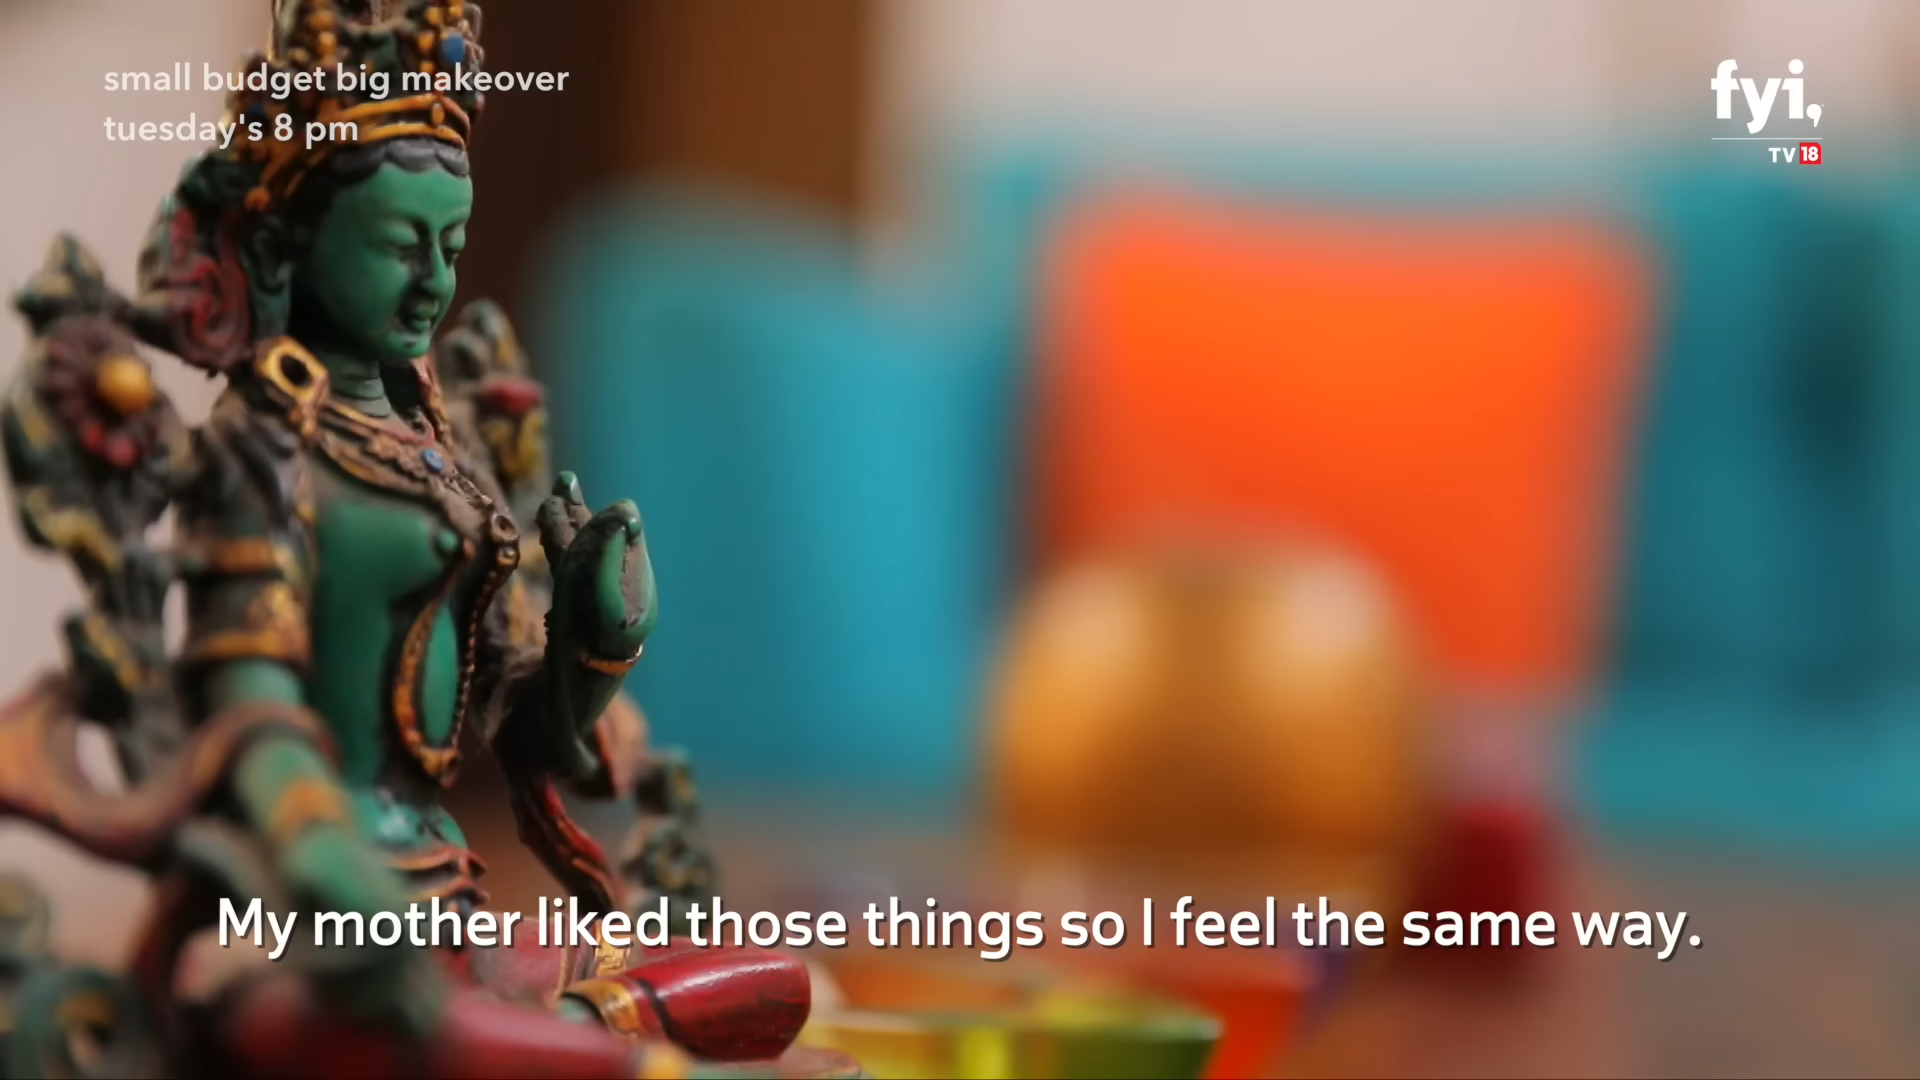 small budget big makeover
tuesday's 8 pm
fyi,
TV18
My mother liked those things so I feel the same way.